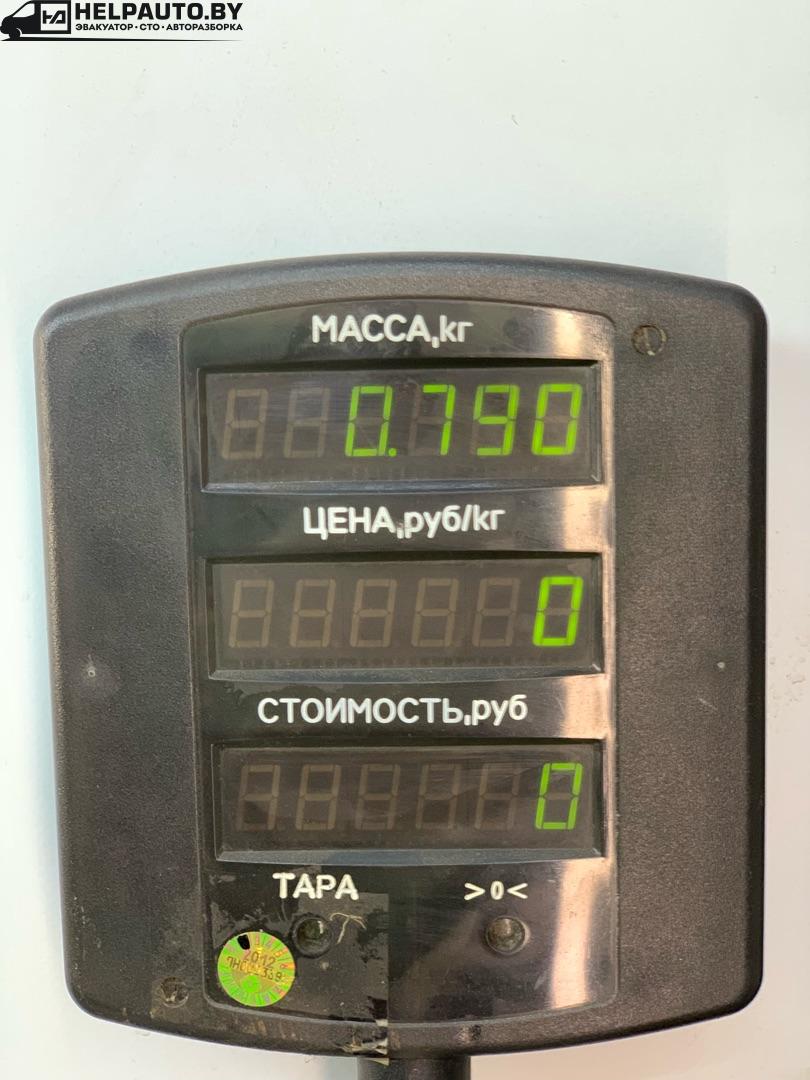 HELPAUTO.BY
ЭВАКУАТОР • СТО • АВТОРАЗБОРКА
МАССА,кг
0.790
ЦЕНА,руб/кг
0
СТОИМОСТЬ,руб
0
ТАРА >0<
2012